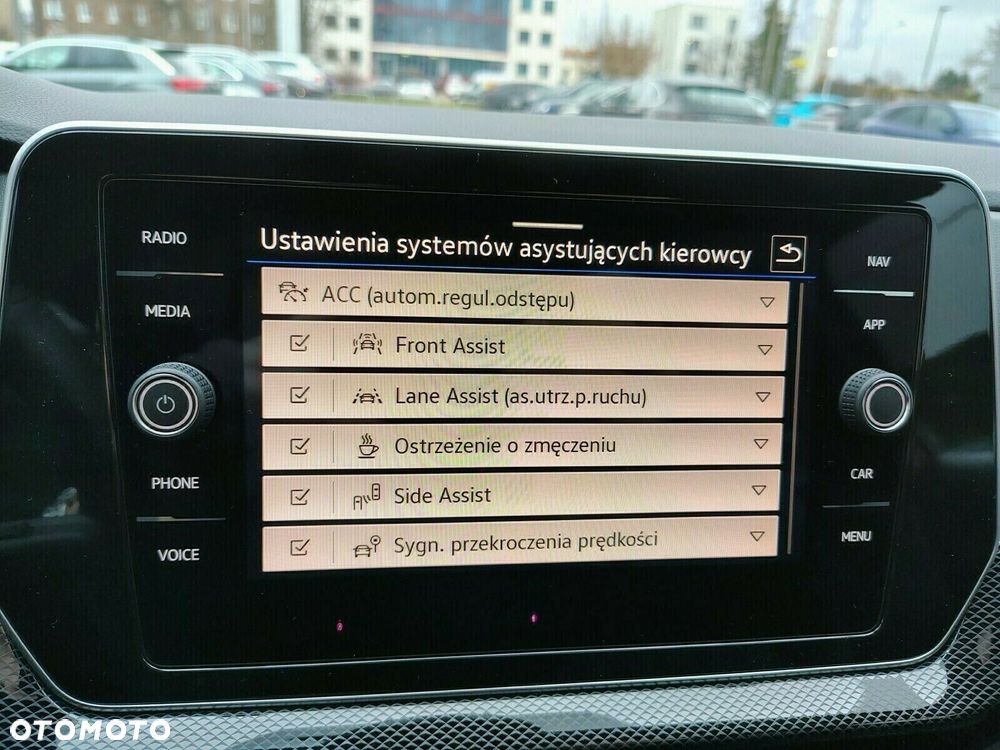 RADIO
MEDIA
PHONE
VOICE
Ustawienia systemów asystujących kierowcy
ACC (autom.regul.odstępu)
Front Assist
Lane Assist (as.utrz.p.ruchu)
Ostrzeżenie o zmęczeniu
Side Assist
Sygn. przekroczenia prędkości
NAV
APP
CAR
MENU
OTOMOTO